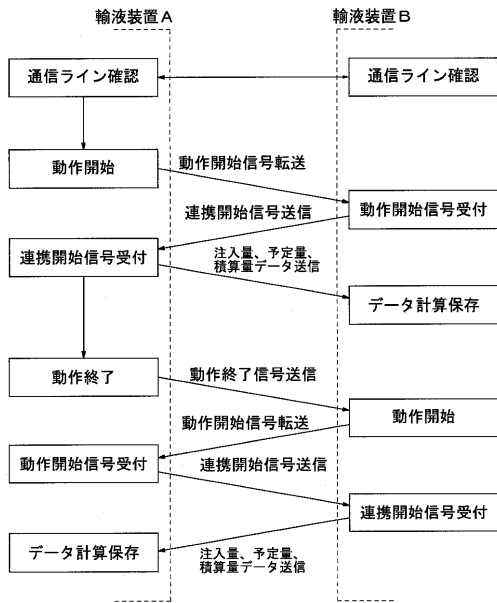 輸液装置A
輸液装置B
通信ライン確認
通信ライン確認
動作開始
動作開始信号転送
動作開始信号受付
連携開始信号送信
連携開始信号受付
注入量、予定量、
積算量データ送信
データ計算保存
動作終了
動作終了信号送信
動作開始
動作開始信号転送
動作開始信号受付
連携開始信号送信
連携開始信号受付
データ計算保存
注入量、予定量、
積算量データ送信